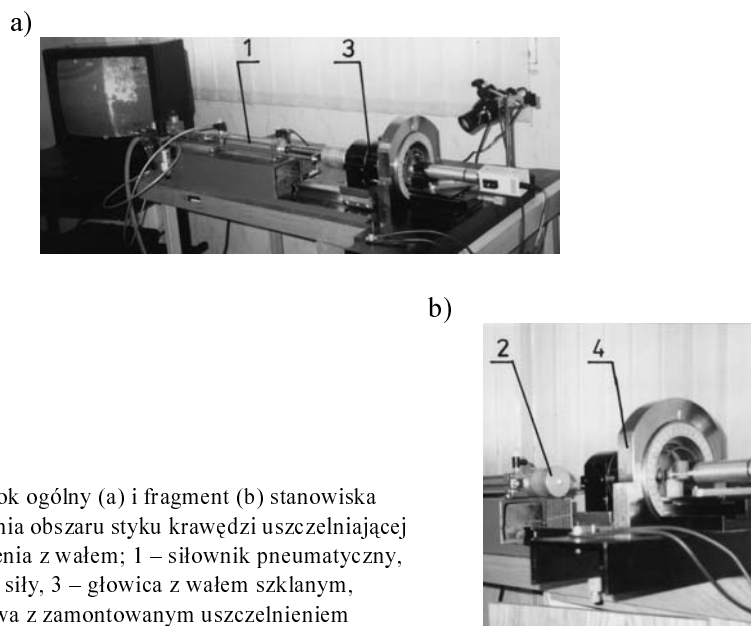 a)
1 3
b)
2 4
ok ogólny (a) i fragment (b) stanowiska
nia obszaru styku krawędzi uszczelniającej
enia z wałem; 1 – siłownik pneumatyczny,
siły, 3 – głowica z wałem szklanym,
wa z zamontowanym uszczelnieniem